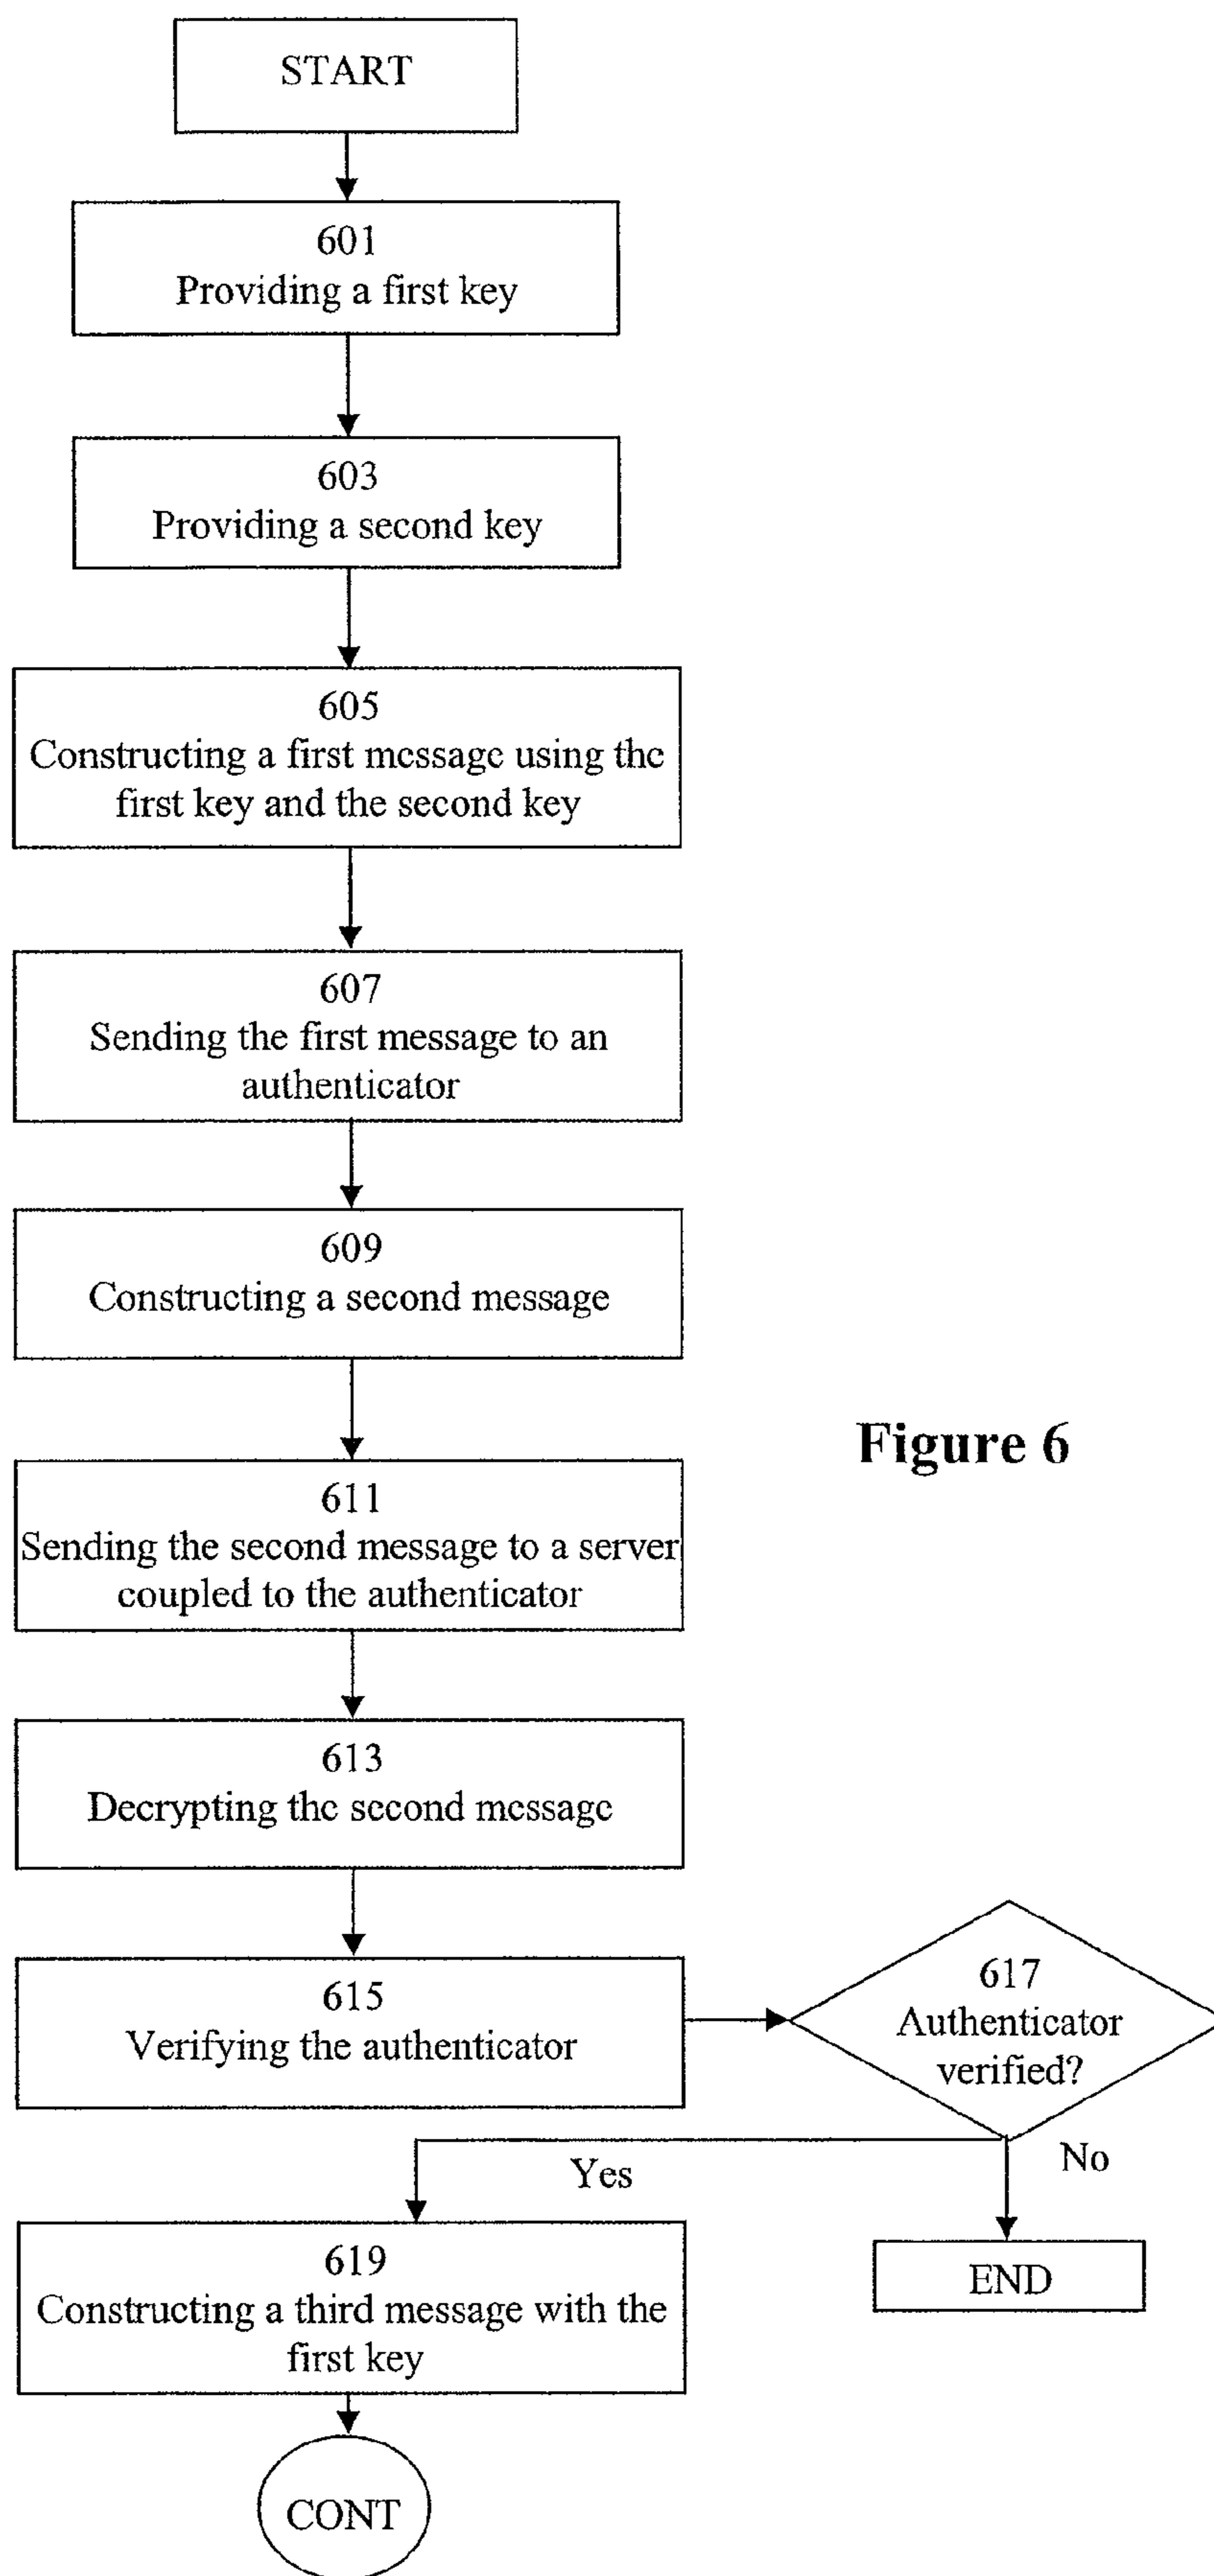 START
601
Providing a first key
603
Providing a second key
605
Constructing a first message using the
first key and the second key
607
Sending the first message to an
authenticator
609
Constructing a second message
Figure 6
611
Sending the second message to a server
coupled to the authenticator
613
Decrypting the second message
615
Verifying the authenticator
617
Authenticator
verified?
Yes
No
619
Constructing a third message with the
first key
END
CONT